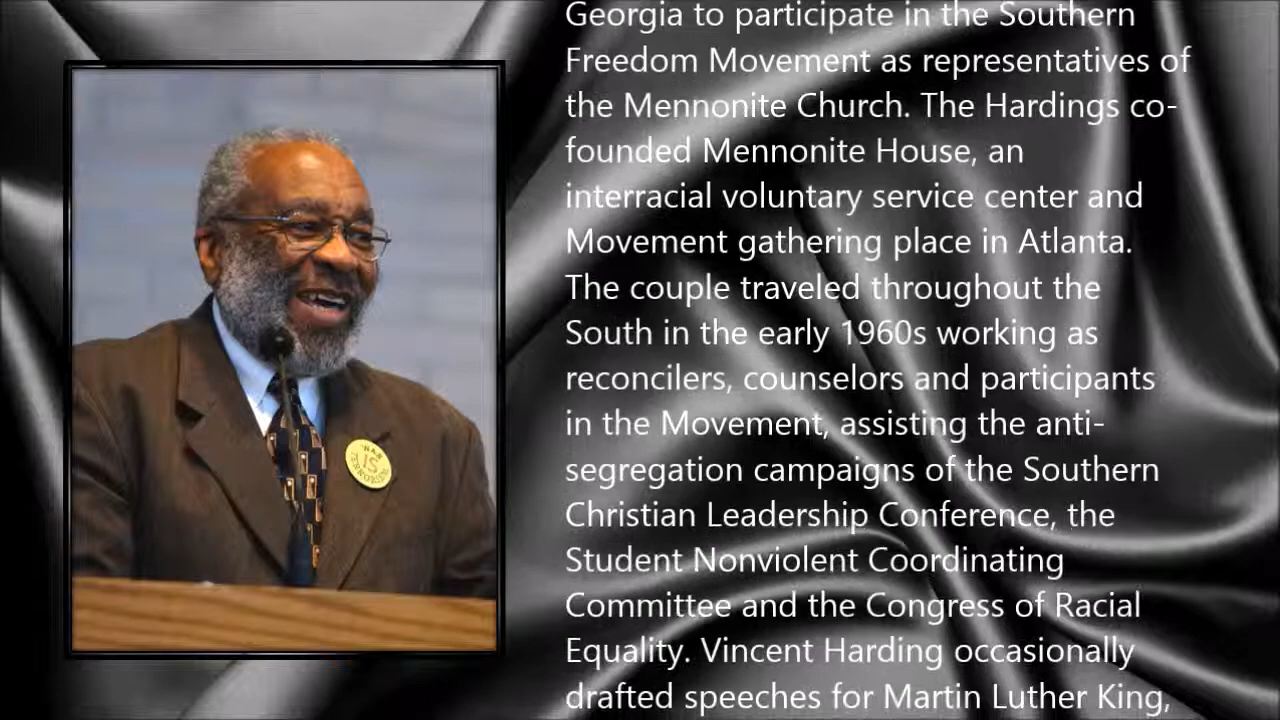 Georgia to participate in the Southern
Freedom Movement as representatives of
the Mennonite Church. The Hardings co-
founded Mennonite House, an
interracial voluntary service center and
Movement gathering place in Atlanta.
The couple traveled throughout the
South in the early 1960s working as
reconcilers, counselors and participants
in the Movement, assisting the anti-
segregation campaigns of the Southern
Christian Leadership Conference, the
Student Nonviolent Coordinating
Committee and the Congress of Racial
Equality. Vincent Harding occasionally
drafted speeches for Martin Luther King,
WAR
IS
TERRORISM